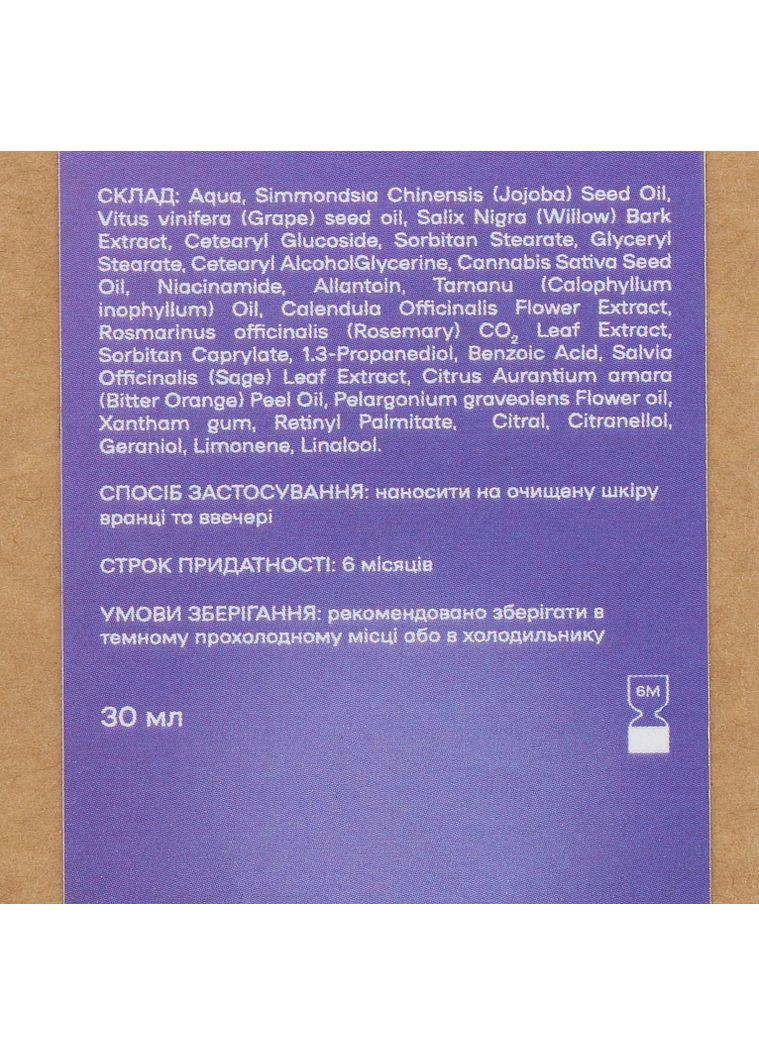 СКЛАД: Aqua, Simmondsia Chinensis (Jojoba) Seed Oil,
Vitus vinifera (Grape) seed oil, Salix Nigra (Willow) Bark
Extract, Cetearyl Glucoside, Sorbitan Stearate, Glyceryl
Stearate, Cetearyl AlcoholGlycerine, Cannabis Sativa Seed
Oil, Niacinamide, Allantoin, Tamanu (Calophyllum
inophyllum) Oil, Calendula Officinalis Flower Extract,
Rosmarinus officinalis (Rosemary) CO₂ Leaf Extract,
Sorbitan Caprylate, 1.3-Propanediol, Benzoic Acid, Salvia
Officinalis (Sage) Leaf Extract, Citrus Aurantium amara
(Bitter Orange) Peel Oil, Pelargonium graveolens Flower oil,
Xantham gum, Retinyl Palmitate, Citral, Citranellol,
Geraniol, Limonene, Linalool.
СПОСІБ ЗАСТОСУВАННЯ: наносити на очищену шкіру
вранці та ввечері
СТРОК ПРИДАТНОСТІ: 6 місяців
УМОВИ ЗБЕРІГАННЯ: рекомендовано зберігати в
темному прохолодному місці або в холодильнику
6М
30 мл